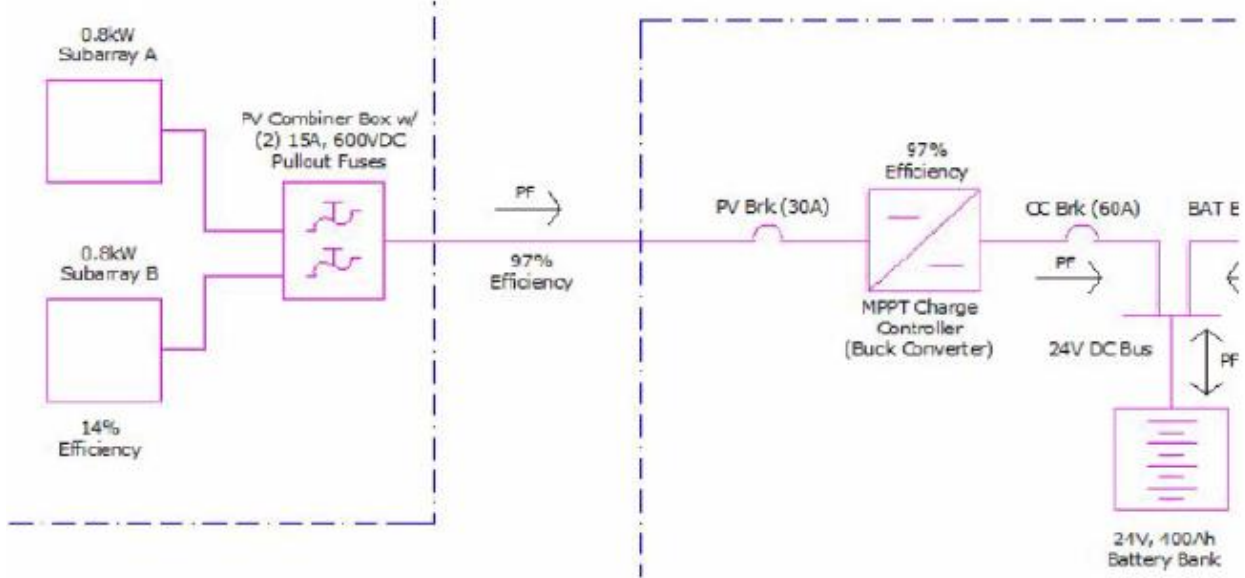 0.8kW
Subarray A
PV Combiner Box w/
(2) 15A, 600VDC
Pullout Fuses
0.8kW
Subarray B
14%
Efficiency
PF
97%
Efficiency
PV Brk (30A)
97%
Efficiency
MPPT Charge
Controller
(Buck Converter)
CC Brk (60A)
PF
BAT
24V DC Bus
PF
24V, 400Ah
Battery Bank